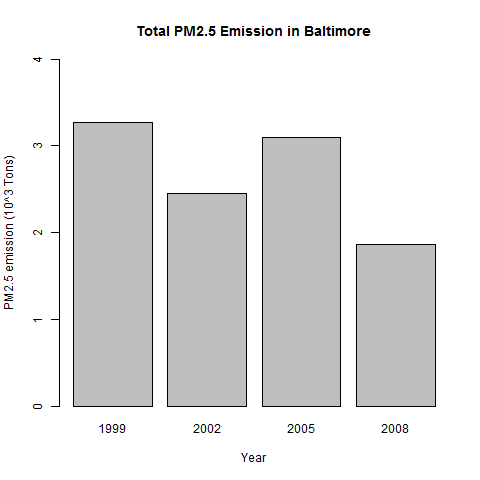 Total PM2.5 Emission in Baltimore
PM2.5 emission (10^3 Tons)
4
3
2
1
0
1999 2002 2005 2008
Year